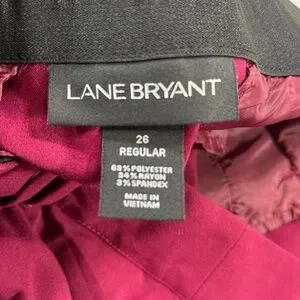 LANE BRYANT
26
REGULAR
63% POLYESTER
34% RAYON
3% SPANDEX
MADE IN
VIETNAM